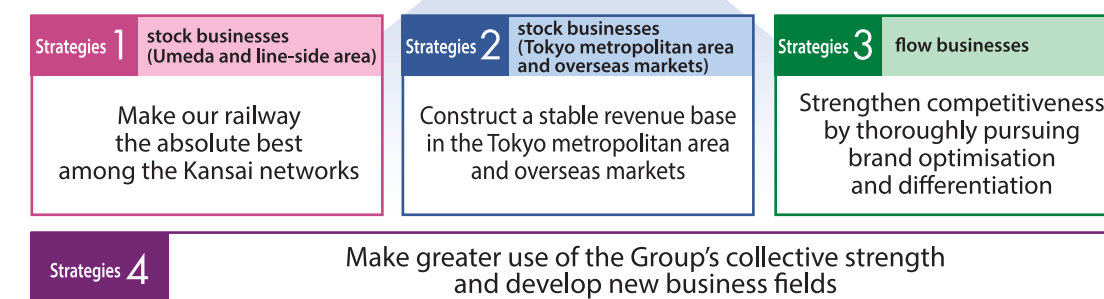 Strategies 1
stock businesses
(Umeda and line-side area)
Make our railway
the absolute best
among the Kansai networks
Strategies 2
stock businesses
(Tokyo metropolitan area
and overseas markets)
Construct a stable revenue base
in the Tokyo metropolitan area
and overseas markets
Strategies 3
flow businesses
Strengthen competitiveness
by thoroughly pursuing
brand optimisation
and differentiation
Strategies 4
Make greater use of the Group's collective strength
and develop new business fields